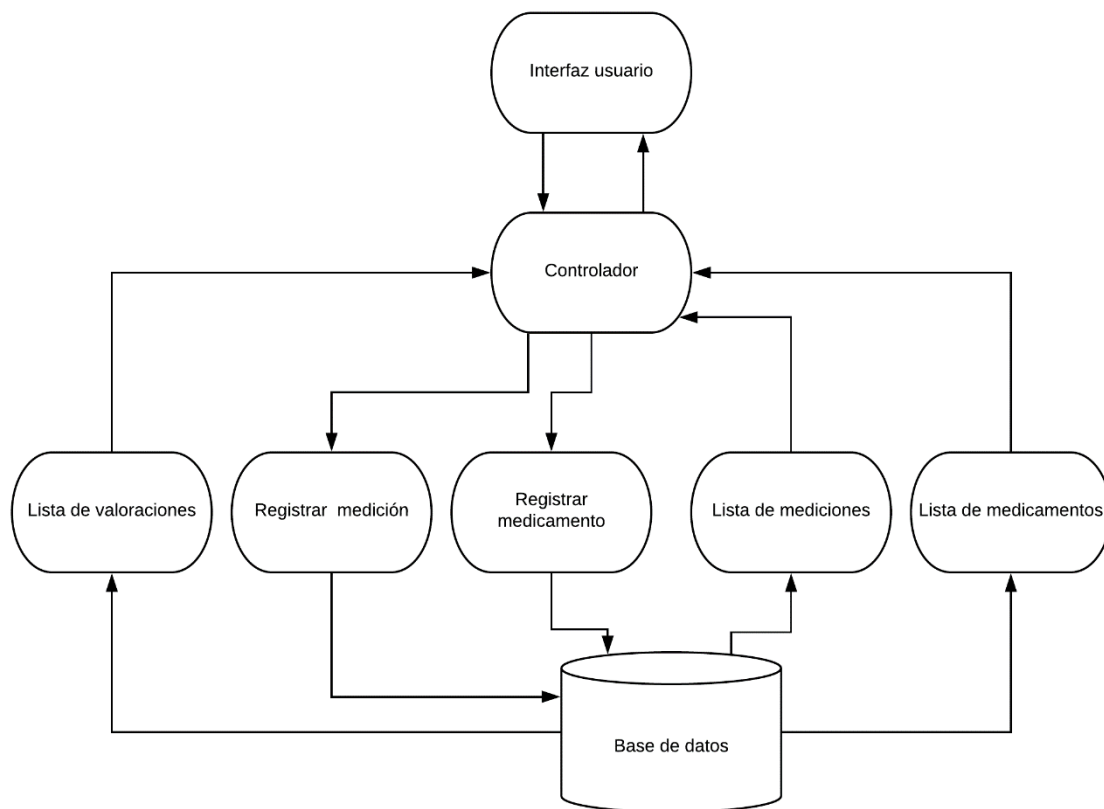 Interfaz usuario
Controlador
Lista de valoraciones
Registrar medición
Registrar
medicamento
Lista de mediciones
Lista de medicamentos
Base de datos